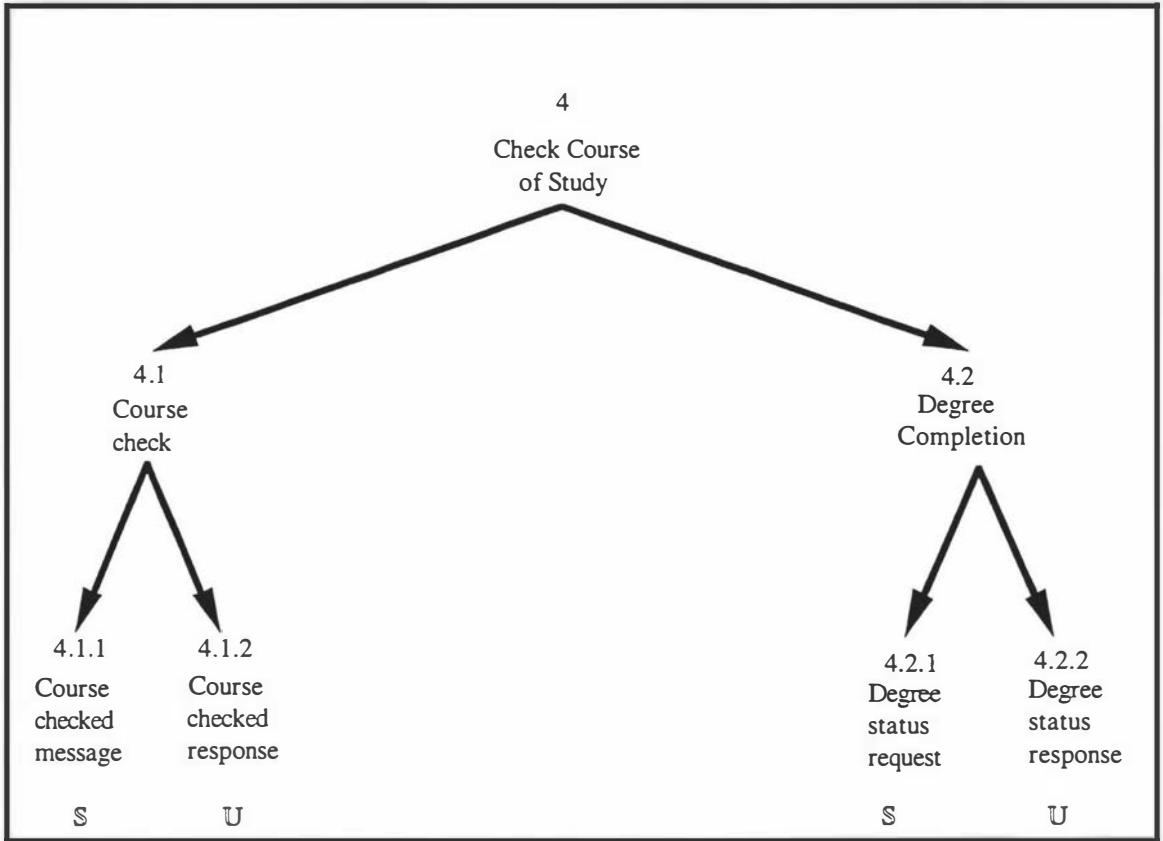 4
Check Course
of Study
4.1
Course
check
4.2
Degree
Completion
4.1.1
Course
checked
message
𝕊
4.1.2
Course
checked
response
𝕌
4.2.1
Degree
status
request
𝕊
4.2.2
Degree
status
response
𝕌